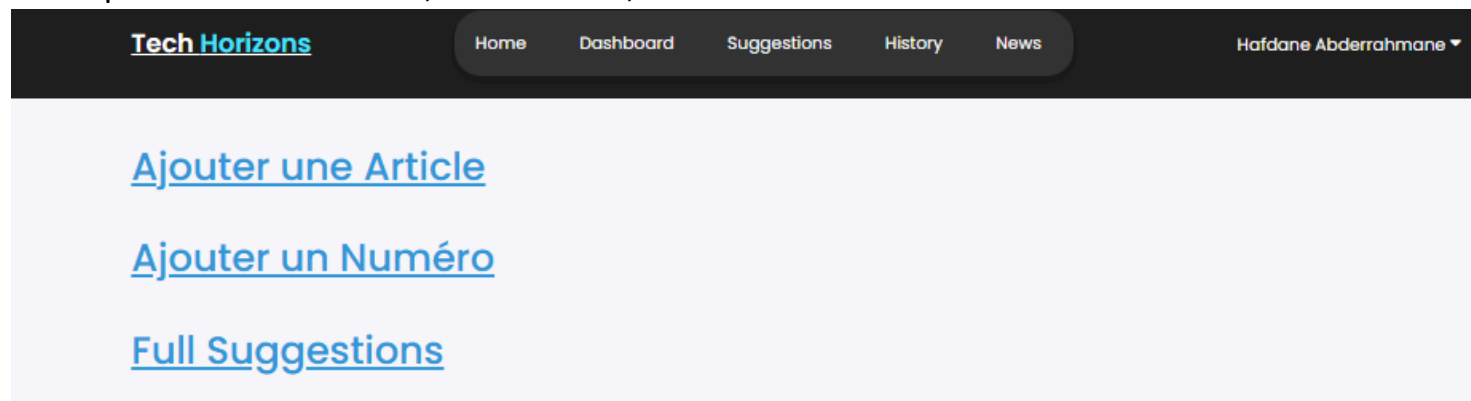 Tech Horizons Home Dashboard Suggestions History News Hafdane Abderrahmane
Ajouter une Article
Ajouter un Numéro
Full Suggestions